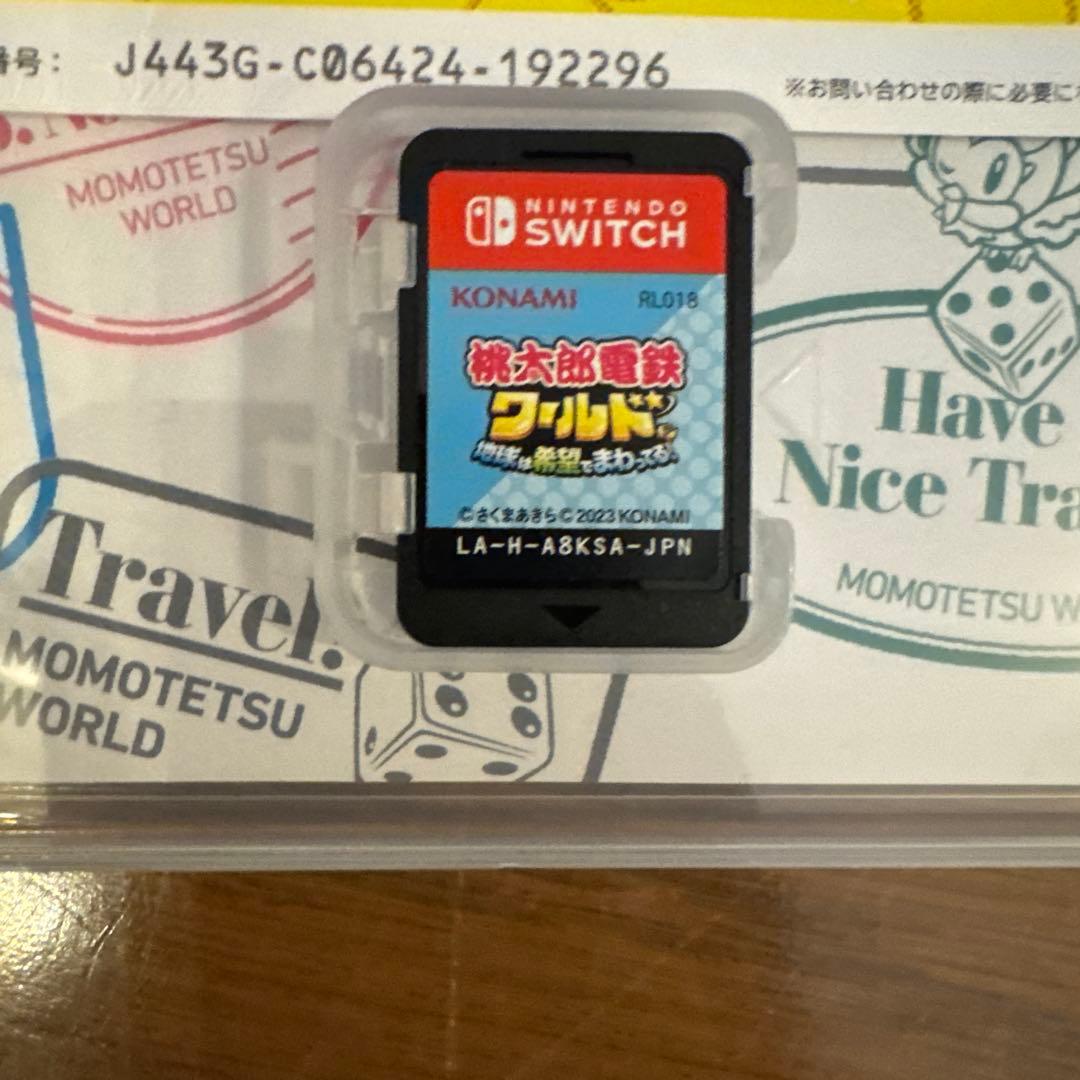 番号： J443G-C06424-192296
※お問い合わせの際に必要にな
MOMOTETSU
WORLD
NINTENDO
SWITCH
KONAMI RL018
桃太郎電鉄
ワールド
地球は希望でまわってる!
©さくまあきら©2023 KONAMI
LA-H-A8KSA-JPN
Have
Nice Tra
MOMOTETSU W
Travel.
MOMOTETSU
WORLD